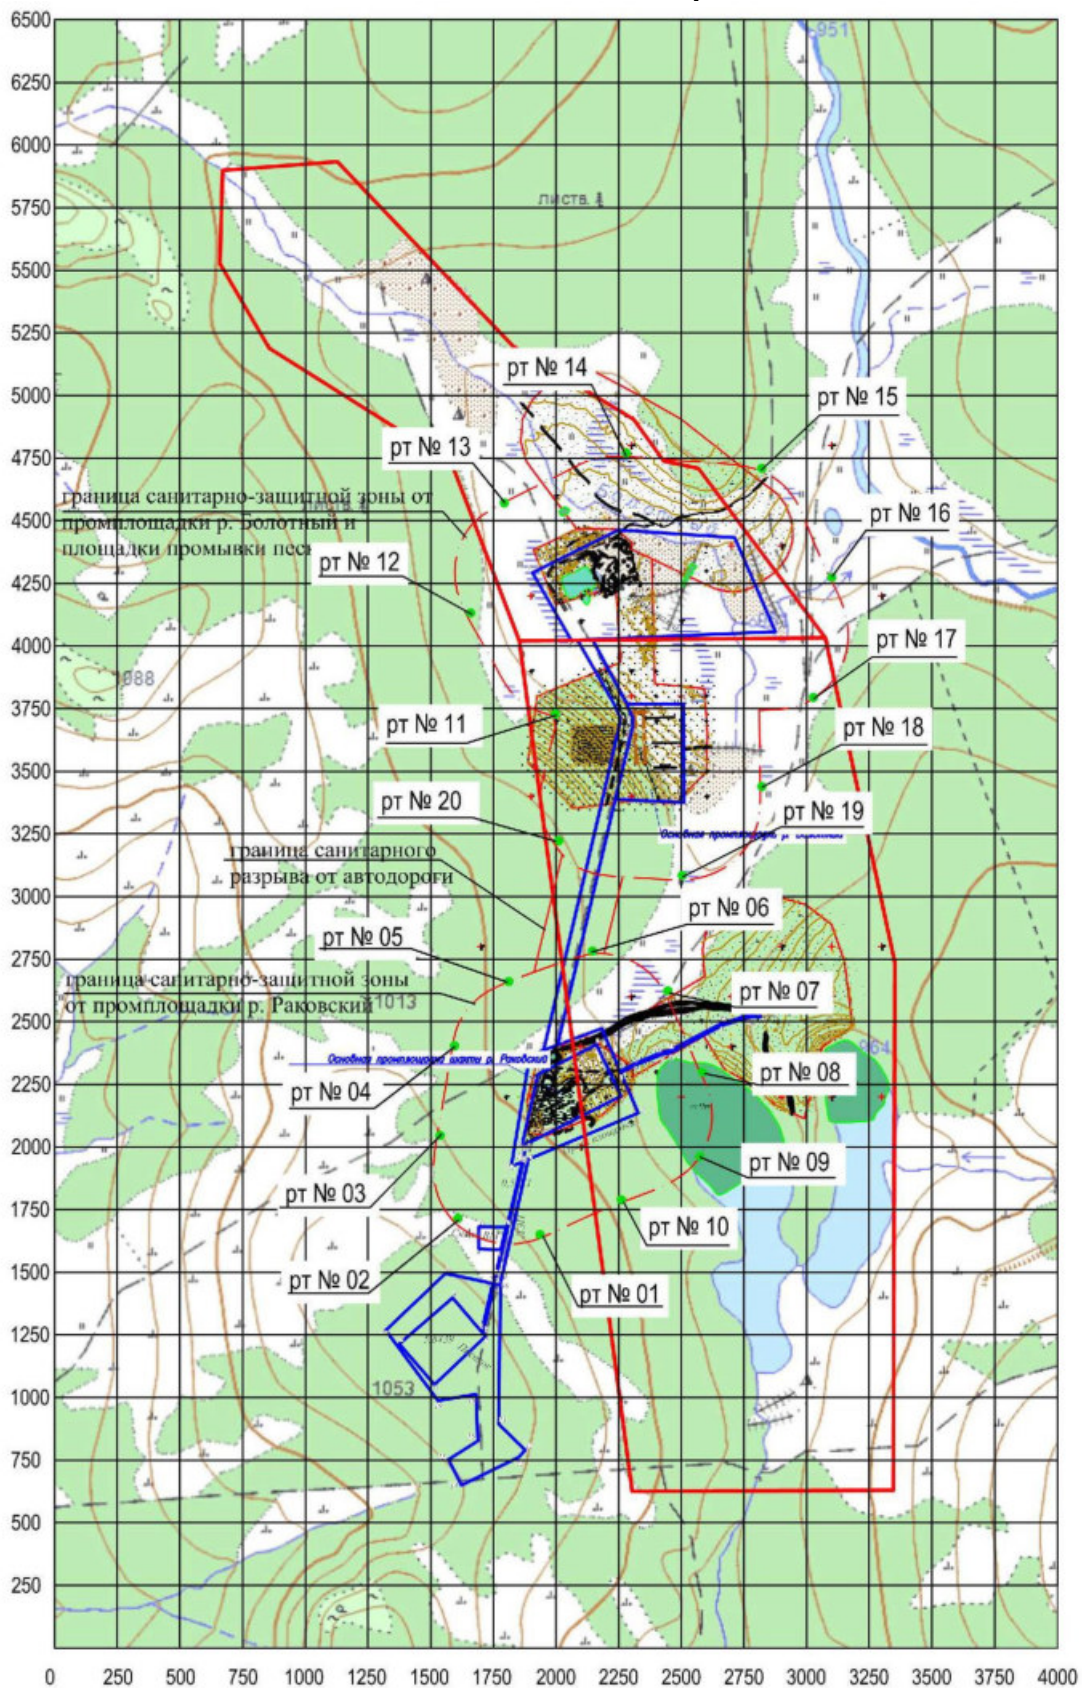 6500
951
6250
6000
листв.
5750
5500
5250
рт № 14
5000
рт № 15
4750
рт № 13
граница санитарно-защитной зоны от
4500
промплощадки р. Болотный и
рт № 16
площадки промывки песк
рт № 12
4250
4000
рт № 17
988
3750
рт № 11
рт № 18
3500
рт № 20
рт № 19
3250
граница санитарного
разрыва от автодороги
3000
рт № 06
рт № 05
2750
граница санитарно-защитной зоны
рт № 07
от промплощадки р. Раковский
1013
2500
964
Основная промплощадка шахты р. Раковский
рт № 08
2250
рт № 04
2000
рт № 09
рт № 03
1750
рт № 10
рт № 02
1500
рт № 01
1250
1053
1000
750
500
250
0 250 500 750 1000 1250 1500 1750 2000 2250 2500 2750 3000 3250 3500 3750 4000